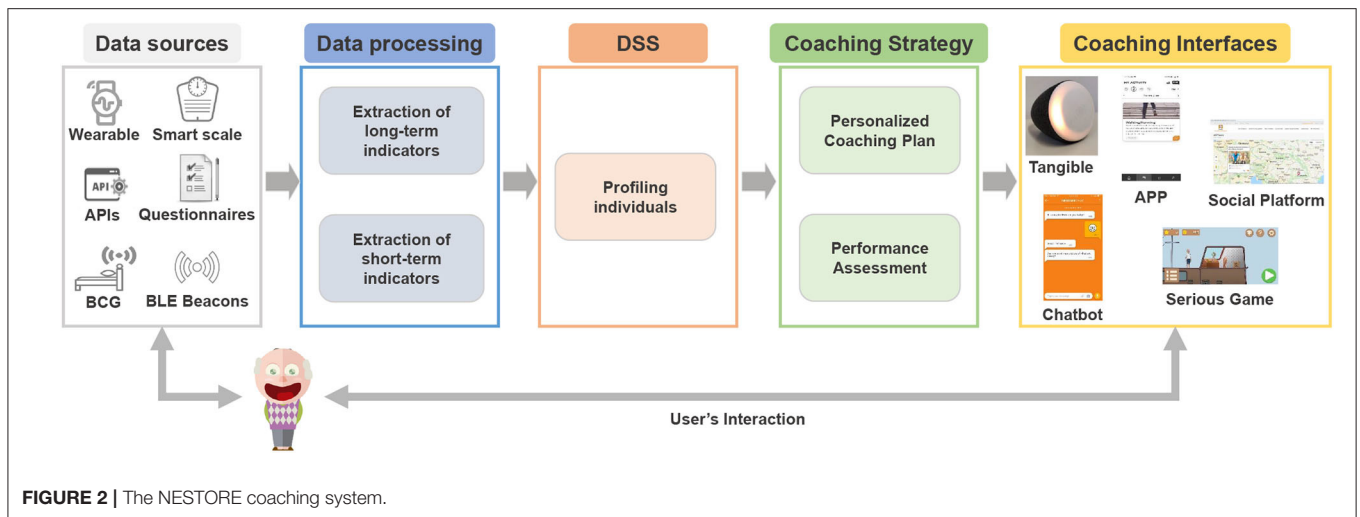 Data sources
Data processing
DSS
Coaching Strategy
Coaching Interfaces
Wearable
Smart scale
API
APIs
Questionnaires
BCG
BLE Beacons
Extraction of
long-term
indicators
Extraction of
short-term
indicators
Profiling
individuals
Personalized
Coaching Plan
Performance
Assessment
Tangible
APP
Social Platform
Chatbot
Serious Game
User's Interaction
FIGURE 2 | The NESTORE coaching system.